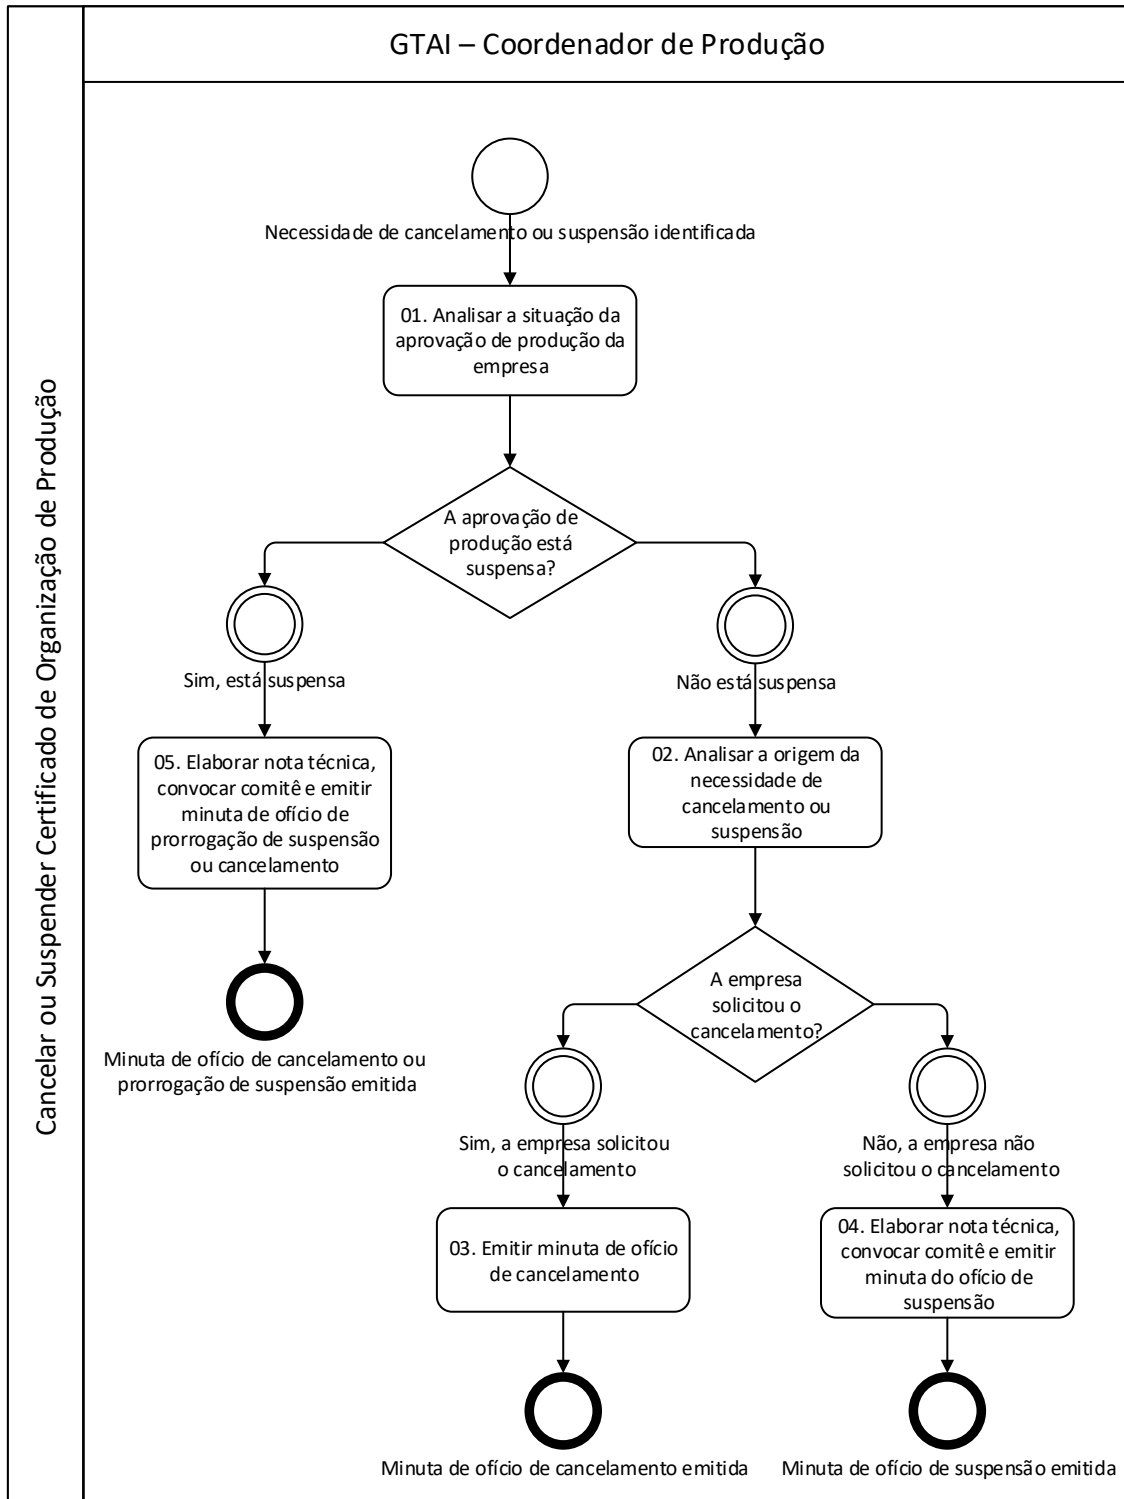 Cancelar ou Suspender Certificado de Organização de Produção
GTAI – Coordenador de Produção
Necessidade de cancelamento ou suspensão identificada
01. Analisar a situação da
aprovação de produção da
empresa
A aprovação de
produção está
suspensa?
Sim, está suspensa
Não está suspensa
05. Elaborar nota técnica,
convocar comitê e emitir
minuta de ofício de
prorrogação de suspensão
ou cancelamento
02. Analisar a origem da
necessidade de
cancelamento ou
suspensão
Minuta de ofício de cancelamento ou
prorrogação de suspensão emitida
A empresa
solicitou o
cancelamento?
Sim, a empresa solicitou
o cancelamento
Não, a empresa não
solicitou o cancelamento
03. Emitir minuta de ofício
de cancelamento
04. Elaborar nota técnica,
convocar comitê e emitir
minuta do ofício de
suspensão
Minuta de ofício de cancelamento emitida
Minuta de ofício de suspensão emitida